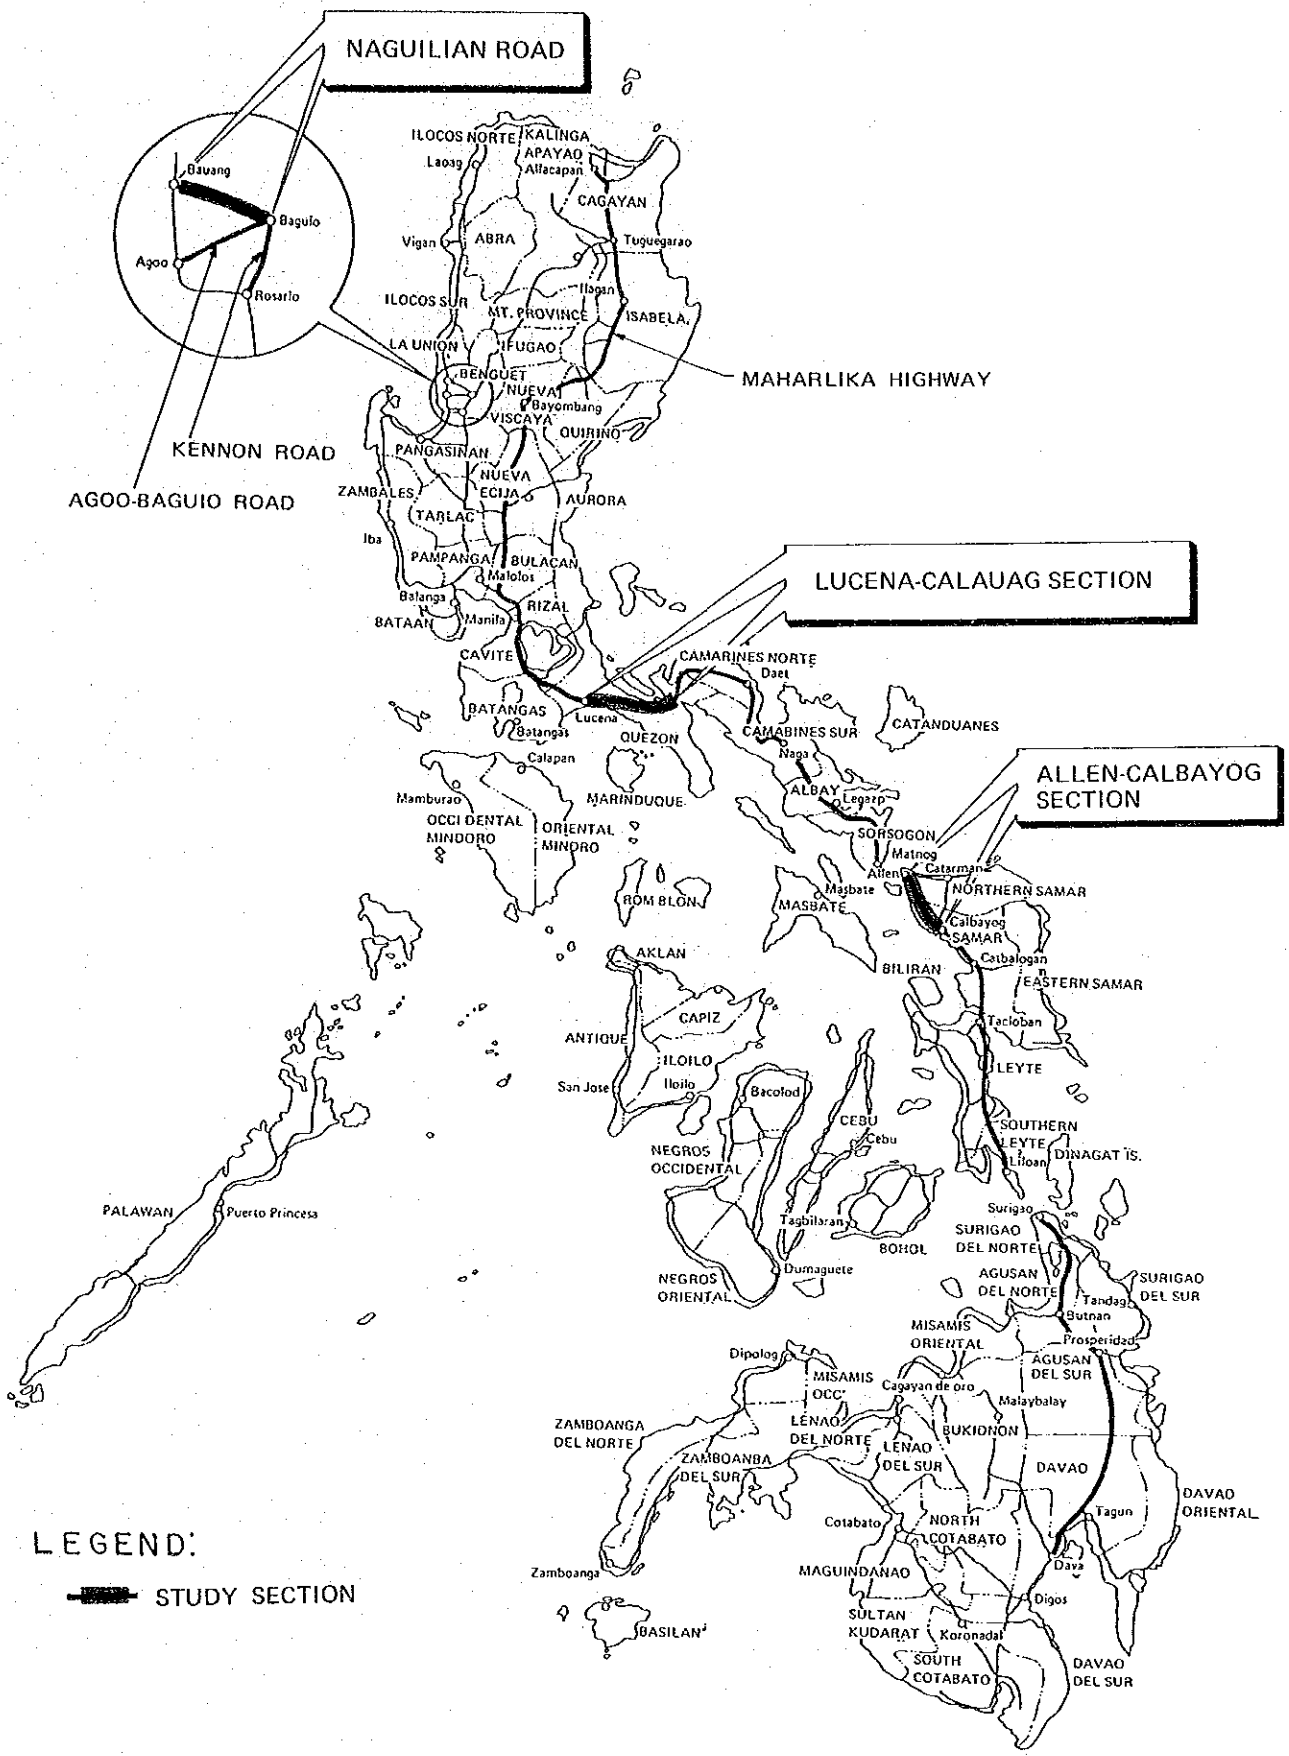 NAGUILIAN ROAD
ILOCOS NORTE
KALINGA
APAYAO
Laoag
Allacapan
CAGAYAN
Bauang
Baguio
Agoo
Rosario
Vigan
ABRA
Tuguegarao
ILOCOS SUR
Ilagan
MT. PROVINCE
ISABELA
LA UNION
IFUGAO
BENGUET
MAHARLIKA HIGHWAY
NUEVA
Bayombang
VISCAYA
QUIRINO
KENNON ROAD
PANGASINAN
AGOO-BAGUIO ROAD
NUEVA
ECIJA
ZAMBALES
AURORA
TARLAC
Iba
PAMPANGA
BULACAN
Malolos
LUCENA-CALAUAG SECTION
Balanga
RIZAL
BATAAN
Manila
CAVITE
CAMARINES NORTE
Daet
BATANGAS
Lucena
Batangas
QUEZON
CATANDUANES
CAMABINES SUR
Naga
Calapan
ALLEN-CALBAYOG
SECTION
Mamburao
MARINDUQUE
ALBAY
Legazp
OCCIDENTAL
MINDORO
ORIENTAL
MINORO
SORSOGON
Matnog
Allen
Catarman
Masbate
NORTHERN SAMAR
ROMBLON
MASBATE
Calbayog
SAMAR
AKLAN
Catbalogan
BILIRAN
EASTERN SAMAR
CAPIZ
Tacloban
ANTIQUE
ILOILO
LEYTE
San Jose
Iloilo
Bacolod
CEBU
Cebu
SOUTHERN
LEYTE
Liloan
DINAGAT IS.
NEGROS
OCCIDENTAL
PALAWAN
Puerto Princesa
Tagbilaran
BOHOL
Surigao
SURIGAO
DEL NORTE
NEGROS
ORIENTAL
Dumaguete
AGUSAN
DEL NORTE
SURIGAO
DEL SUR
Tandag
Butnan
MISAMIS
ORIENTAL
Prosperidad
Dipolog
AGUSAN
DEL SUR
MISAMIS
OCC
Cagayan de oro
Malaybalay
ZAMBOANGA
DEL NORTE
LENAO
DEL NORTE
BUKIONON
LENAO
DEL SUR
ZAMBOANBA
DEL SUR
DAVAO
DAVAO
ORIENTAL
Tagun
Cotabato
NORTH
COTABATO
LEGEND:
STUDY SECTION
Zamboanga
MAGUINDANAO
Dava
Digos
BASILAN
SULTAN
KUDARAT
Koronadal
SOUTH
COTABATO
DAVAO
DEL SUR